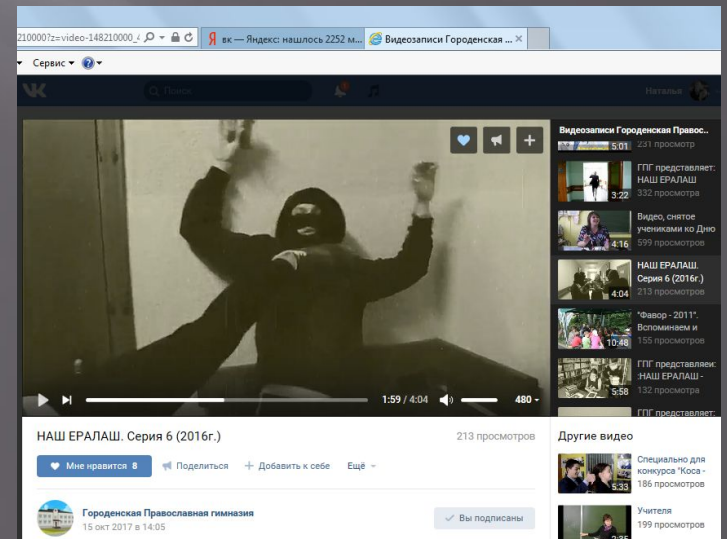 210000?z=video-148210000_4
вк — Яндекс: нашлось 2252 м...
Видеозаписи Городенская ...
Сервис
Поиск
Наталья
1:59 / 4:04
480
НАШ ЕРАЛАШ. Серия 6 (2016г.)
213 просмотров
Мне нравится 8
Поделиться
Добавить к себе
Ещё
Городенская Православная гимназия
15 окт 2017 в 14:05
Вы подписаны
Видеозаписи Городенская Правос..
5:01
231 просмотр
ГПГ представляет:
НАШ ЕРАЛАШ
332 просмотра
3:22
Видео, снятое
учениками ко Дню
599 просмотров
4:16
НАШ ЕРАЛАШ.
Серия 6 (2016г.)
213 просмотров
4:04
"Фавор - 2011".
Вспоминаем и
155 просмотров
10:48
ГПГ представляеи:
:НАШ ЕРАЛАШ -
132 просмотра
5:58
ГПГ представляет:
Другие видео
Специально для
конкурса "Коса -
186 просмотров
5:33
Учителя
199 просмотров
2:35